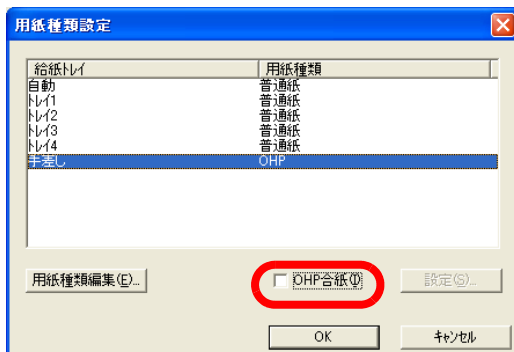 用紙種類設定
給紙トレイ 用紙種類
自動 普通紙
トレイ1 普通紙
トレイ2 普通紙
トレイ3 普通紙
トレイ4 普通紙
手差し OHP
用紙種類編集(E)... OHP合紙(I) 設定(S)...
OK キャンセル